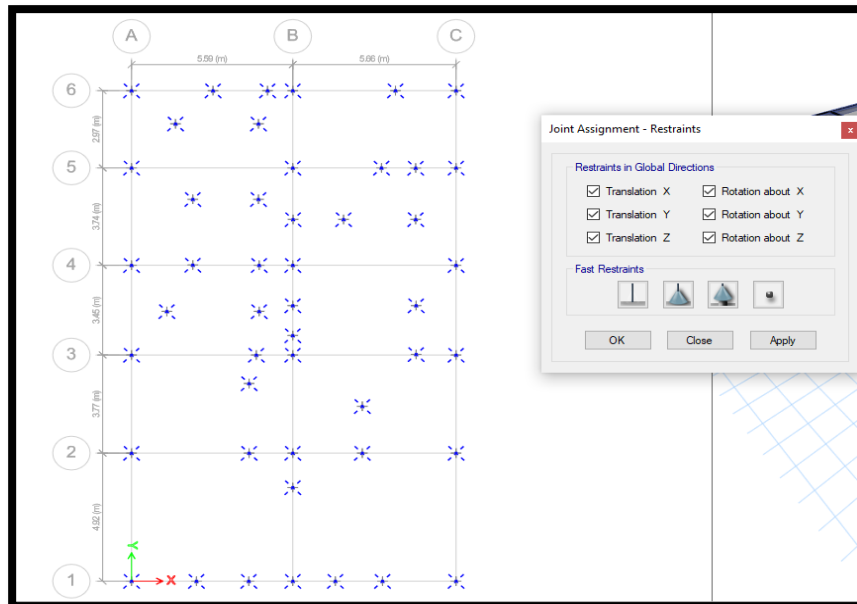 A B C
5.59 (m) 5.66 (m)
6
2.97 (m)
5
3.74 (m)
4
3.45 (m)
3
3.77 (m)
2
4.92 (m)
Y
1
X
Joint Assignment - Restraints
x
Restraints in Global Directions
Translation X Rotation about X
Translation Y Rotation about Y
Translation Z Rotation about Z
Fast Restraints
OK Close Apply